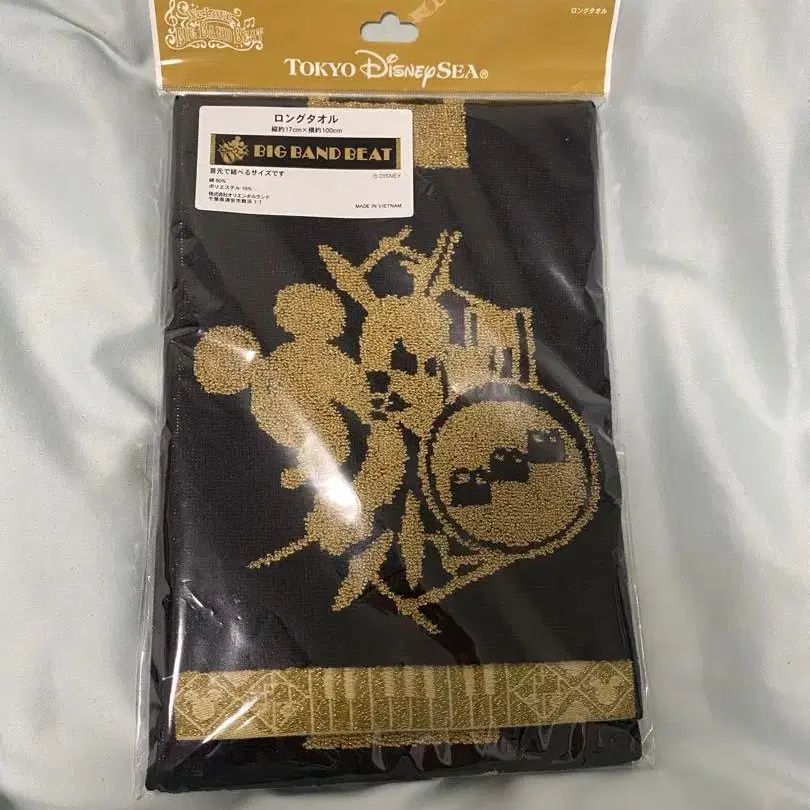 BIG BAND BEAT
ロングタオル
TOKYO DISNEYSEA®
ロングタオル
縦約17cm×横約100cm
BIG BAND BEAT
首元で結べるサイズです
© DISNEY
綿 90%
ポリエステル 10%
株式会社オリエンタルランド
千葉県浦安市舞浜 1-1
MADE IN VIETNAM